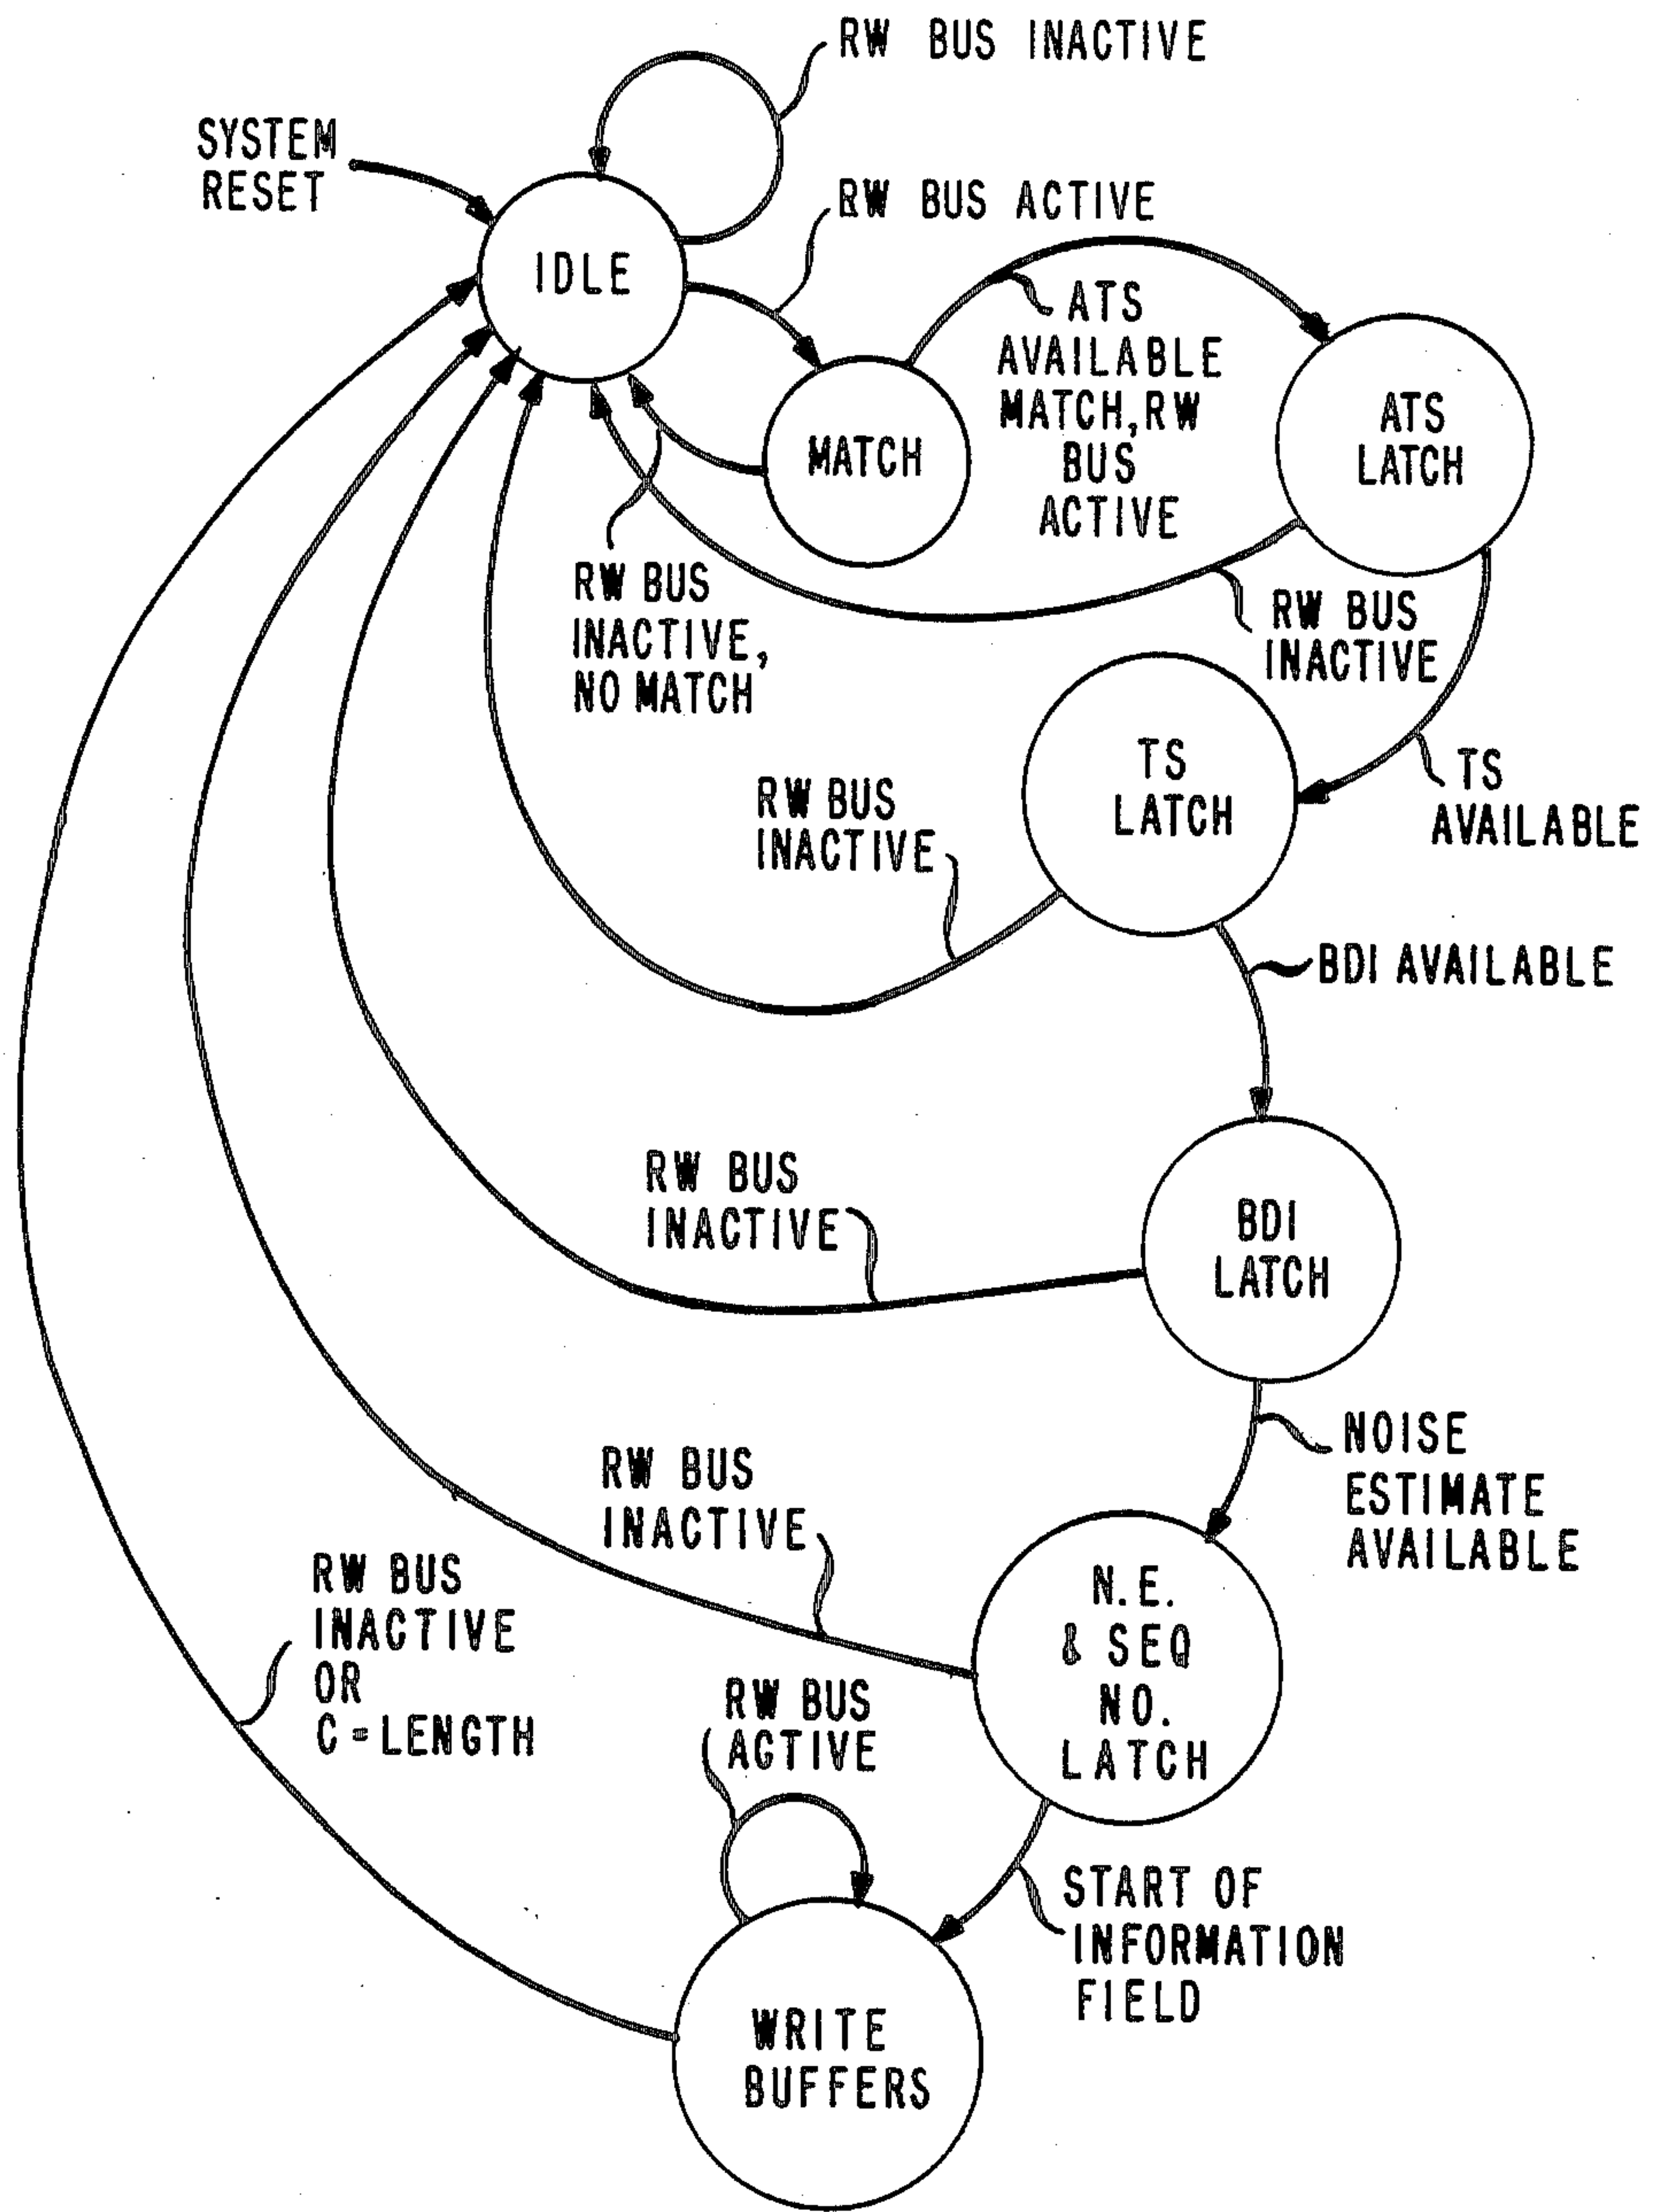 RW BUS INACTIVE
SYSTEM
RESET
RW BUS ACTIVE
IDLE
ATS
AVAILABLE
MATCH, RW
BUS
ACTIVE
MATCH
ATS
LATCH
RW BUS
INACTIVE,
NO MATCH
RW BUS
INACTIVE
TS
LATCH
TS
AVAILABLE
RW BUS
INACTIVE
BDI AVAILABLE
RW BUS
INACTIVE
BDI
LATCH
NOISE
ESTIMATE
AVAILABLE
RW BUS
INACTIVE
RW BUS
INACTIVE
OR
C=LENGTH
N.E.
& SEQ
NO.
LATCH
RW BUS
ACTIVE
START OF
INFORMATION
FIELD
WRITE
BUFFERS